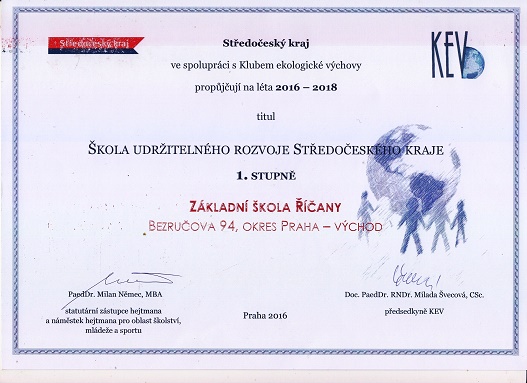 Středočeský kraj
KEV
Středočeský kraj
ve spolupráci s Klubem ekologické výchovy
propůjčují na léta 2016 – 2018
titul
ŠKOLA UDRŽITELNÉHO ROZVOJE STŘEDOČESKÉHO KRAJE
1. STUPNĚ
ZÁKLADNÍ ŠKOLA ŘÍČANY
BEZRUČOVA 94, OKRES PRAHA – VÝCHOD
PaedDr. Milan Němec, MBA
statutární zástupce hejtmana
a náměstek hejtmana pro oblast školství,
mládeže a sportu
Praha 2016
Doc. PaedDr. RNDr. Milada Švecová, CSc.
předsedkyně KEV